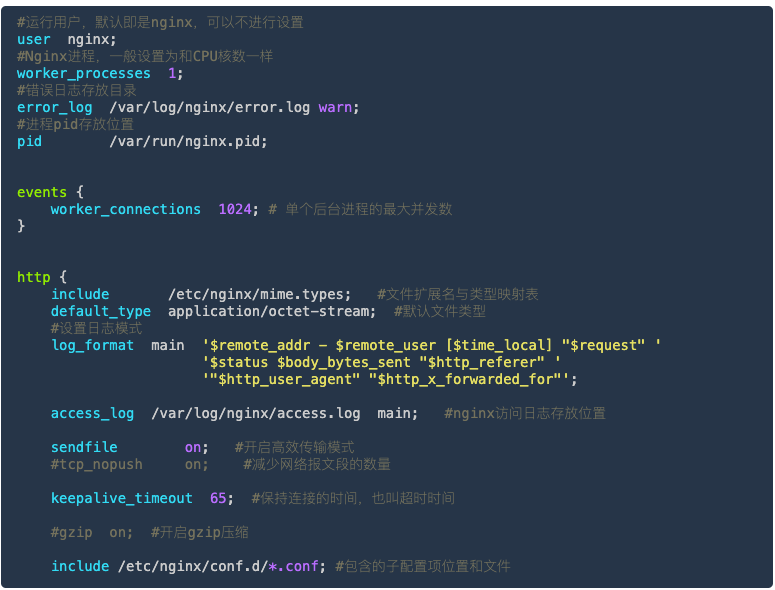 #运行用户，默认即是nginx，可以不进行设置
user  nginx;
#Nginx进程，一般设置为和CPU核数一样
worker_processes  1;
#错误日志存放目录
error_log  /var/log/nginx/error.log warn;
#进程pid存放位置
pid        /var/run/nginx.pid;
events {
    worker_connections  1024; # 单个后台进程的最大并发数
}
http {
    include       /etc/nginx/mime.types;   #文件扩展名与类型映射表
    default_type  application/octet-stream;  #默认文件类型
    #设置日志模式
    log_format  main  '$remote_addr - $remote_user [$time_local] "$request" '
                      '$status $body_bytes_sent "$http_referer" '
                      '"$http_user_agent" "$http_x_forwarded_for"';
    access_log  /var/log/nginx/access.log  main;   #nginx访问日志存放位置
    sendfile        on;   #开启高效传输模式
    #tcp_nopush     on;    #减少网络报文段的数量
    keepalive_timeout  65;  #保持连接的时间，也叫超时时间
    #gzip  on;  #开启gzip压缩
    include /etc/nginx/conf.d/*.conf; #包含的子配置项位置和文件